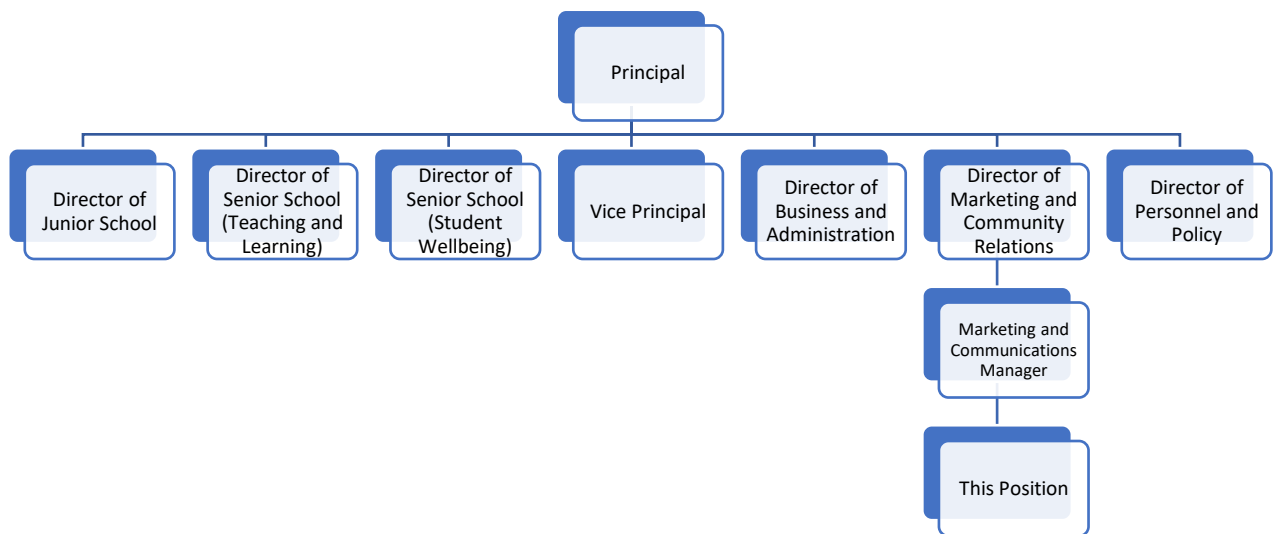 Principal
Director of
Junior School
Director of
Senior School
(Teaching and
Learning)
Director of
Senior School
(Student
Wellbeing)
Vice Principal
Director of
Business and
Administration
Director of
Marketing and
Community
Relations
Director of
Personnel and
Policy
Marketing and
Communications
Manager
This Position